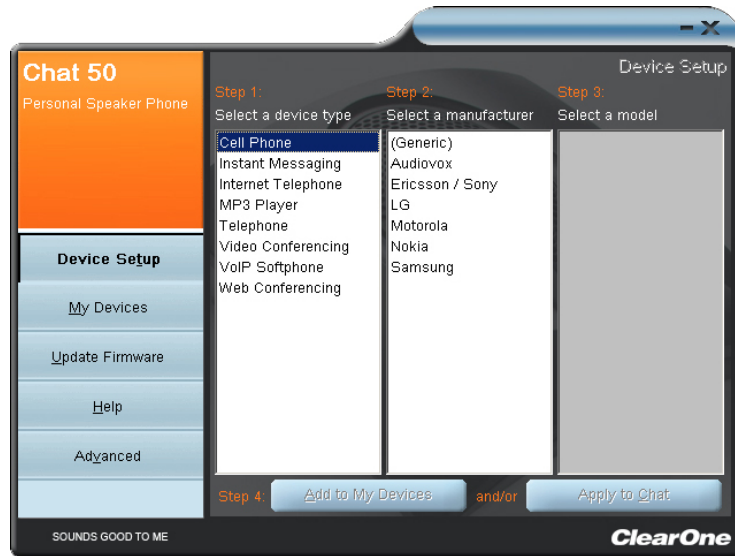 Chat 50
Personal Speaker Phone
Device Setup
My Devices
Update Firmware
Help
Advanced
SOUNDS GOOD TO ME
Device Setup
Step 1:
Select a device type
Cell Phone
Instant Messaging
Internet Telephone
MP3 Player
Telephone
Video Conferencing
VoIP Softphone
Web Conferencing
Step 2:
Select a manufacturer
(Generic)
Audiovox
Ericsson / Sony
LG
Motorola
Nokia
Samsung
Step 3:
Select a model
Step 4: Add to My Devices and/or Apply to Chat
ClearOne